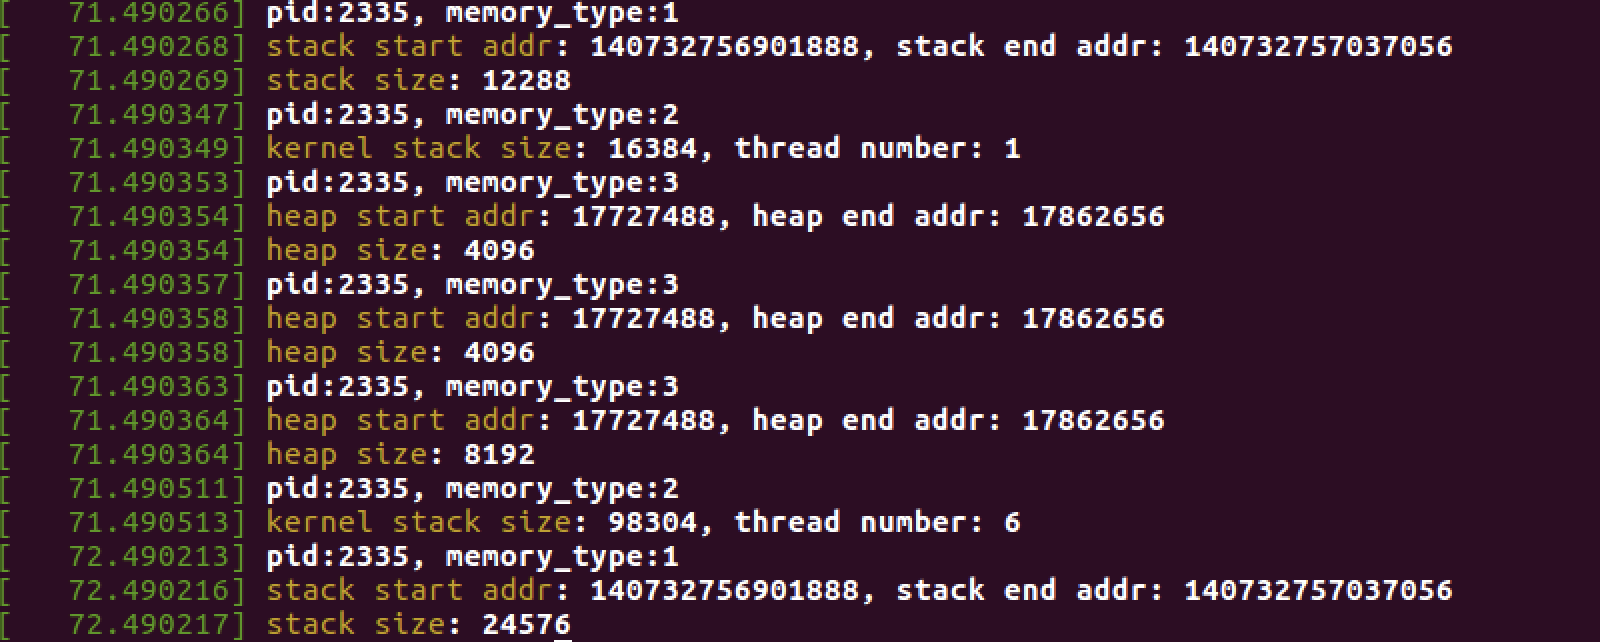 [   71.490266] pid:2335, memory_type:1
[   71.490268] stack start addr: 140732756901888, stack end addr: 140732757037056
[   71.490269] stack size: 12288
[   71.490347] pid:2335, memory_type:2
[   71.490349] kernel stack size: 16384, thread number: 1
[   71.490353] pid:2335, memory_type:3
[   71.490354] heap start addr: 17727488, heap end addr: 17862656
[   71.490354] heap size: 4096
[   71.490357] pid:2335, memory_type:3
[   71.490358] heap start addr: 17727488, heap end addr: 17862656
[   71.490358] heap size: 4096
[   71.490363] pid:2335, memory_type:3
[   71.490364] heap start addr: 17727488, heap end addr: 17862656
[   71.490364] heap size: 8192
[   71.490511] pid:2335, memory_type:2
[   71.490513] kernel stack size: 98304, thread number: 6
[   72.490213] pid:2335, memory_type:1
[   72.490216] stack start addr: 140732756901888, stack end addr: 140732757037056
[   72.490217] stack size: 24576